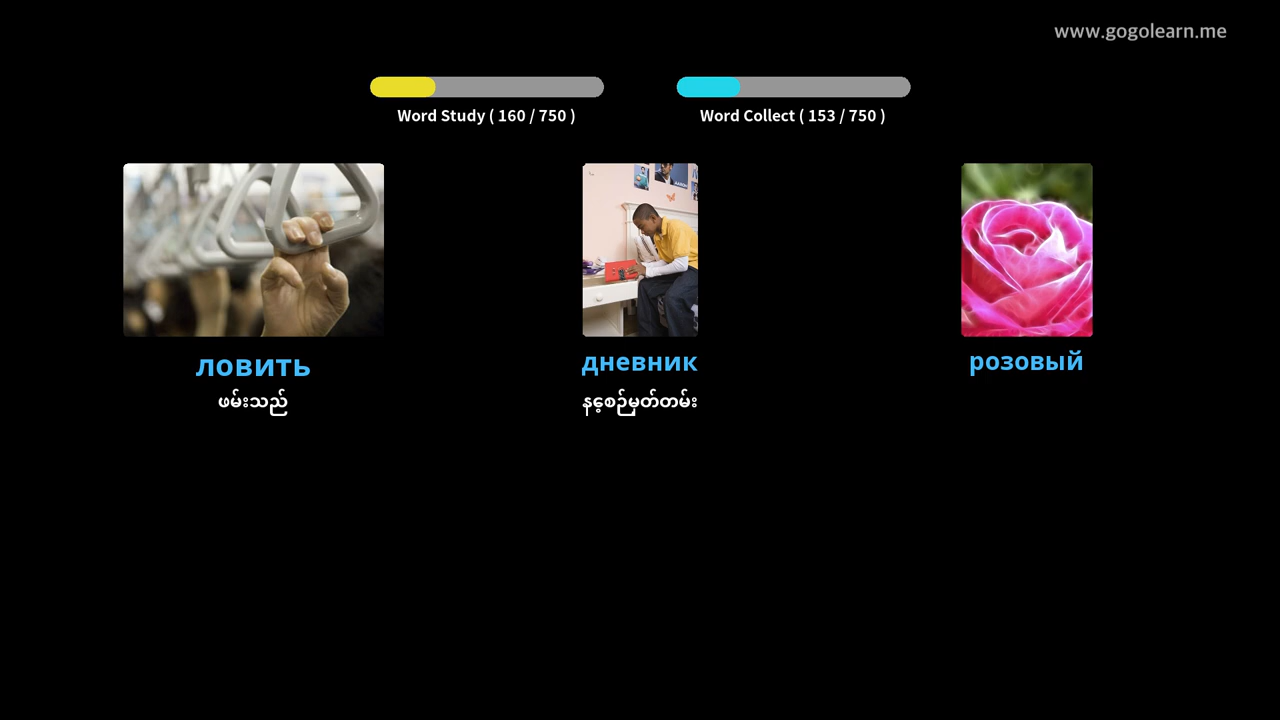 www.gogolearn.me
Word Study ( 160 / 750 )
Word Collect ( 153 / 750 )
ловить
дневник
розовый
ဖမ်းသည်
နေ့စဉ်မှတ်တမ်း